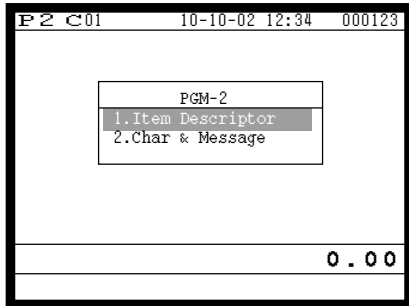 P2 C01 10-10-02 12:34 000123
PGM-2
1.Item Descriptor
2.Char & Message
0.00